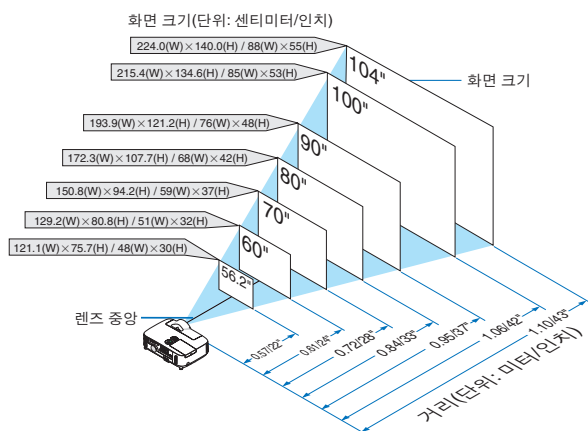 화면 크기(단위: 센티미터/인치)
224.0(W)×140.0(H) / 88(W)×55(H)
215.4(W)×134.6(H) / 85(W)×53(H)
193.9(W)×121.2(H) / 76(W)×48(H)
172.3(W)×107.7(H) / 68(W)×42(H)
150.8(W)×94.2(H) / 59(W)×37(H)
129.2(W)×80.8(H) / 51(W)×32(H)
121.1(W)×75.7(H) / 48(W)×30(H)
104"
화면 크기
100"
90"
80"
70"
60"
56.2"
렌즈 중앙
0.57/22"
0.61/24"
0.72/28"
0.84/33"
0.95/37"
1.06/42"
1.10/43"
거리(단위: 미터/인치)